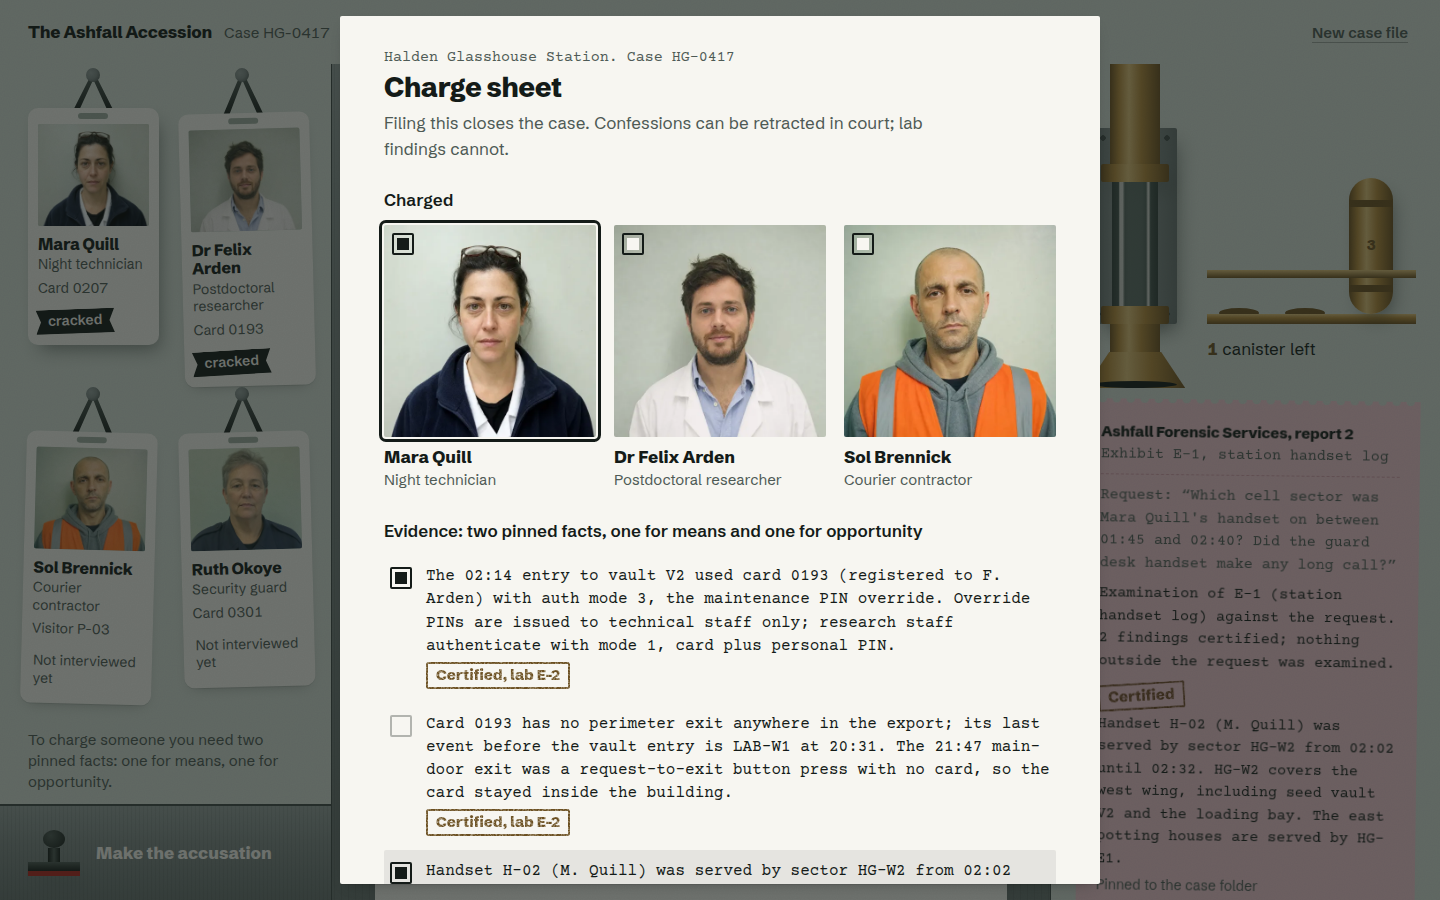 The Ashfall Accession Case HG-0417
New case file
Mara Quill
Night technician
Card 0207
cracked
Dr Felix
Arden
Postdoctoral
researcher
Card 0193
cracked
Sol Brennick
Courier
contractor
Visitor P-03
Not interviewed
yet
Ruth Okoye
Security guard
Card 0301
Not interviewed
yet
To charge someone you need two
pinned facts: one for means, one for
opportunity.
Make the accusation
Halden Glasshouse Station. Case HG-0417
Charge sheet
Filing this closes the case. Confessions can be retracted in court; lab
findings cannot.
Charged
Mara Quill
Night technician
Dr Felix Arden
Postdoctoral researcher
Sol Brennick
Courier contractor
Evidence: two pinned facts, one for means and one for opportunity
The 02:14 entry to vault V2 used card 0193 (registered to F.
Arden) with auth mode 3, the maintenance PIN override. Override
PINs are issued to technical staff only; research staff
authenticate with mode 1, card plus personal PIN.
Certified, lab E-2
Card 0193 has no perimeter exit anywhere in the export; its last
event before the vault entry is LAB-W1 at 20:31. The 21:47 main-
door exit was a request-to-exit button press with no card, so the
card stayed inside the building.
Certified, lab E-2
Handset H-02 (M. Quill) was served by sector HG-W2 from 02:02
3
1 canister left
Ashfall Forensic Services, report 2
Exhibit E-1, station handset log
Request: “Which cell sector was
Mara Quill's handset on between
01:45 and 02:40? Did the guard
desk handset make any long call?”
Examination of E-1 (station
handset log) against the request.
2 findings certified; nothing
outside the request was examined.
Certified
Handset H-02 (M. Quill) was
served by sector HG-W2 from 02:02
until 02:32. HG-W2 covers the
west wing, including seed vault
V2 and the loading bay. The east
potting houses are served by HG-
E1.
Pinned to the case folder